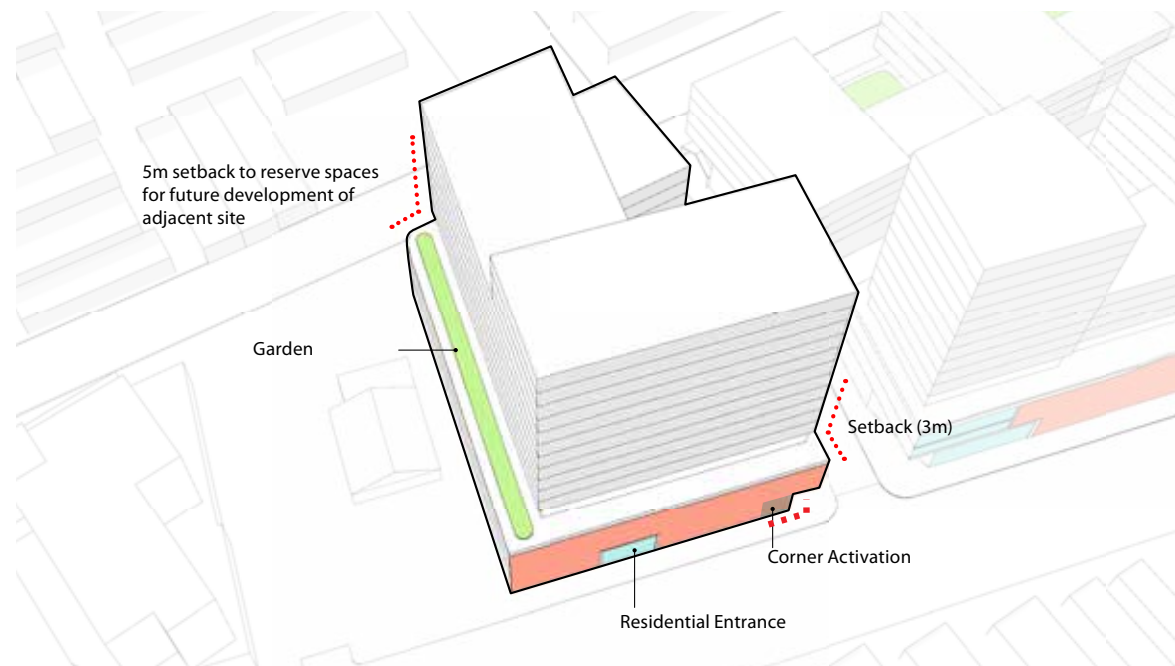 5m setback to reserve spaces
for future development of
adjacent site
Garden
Setback (3m)
Corner Activation
Residential Entrance